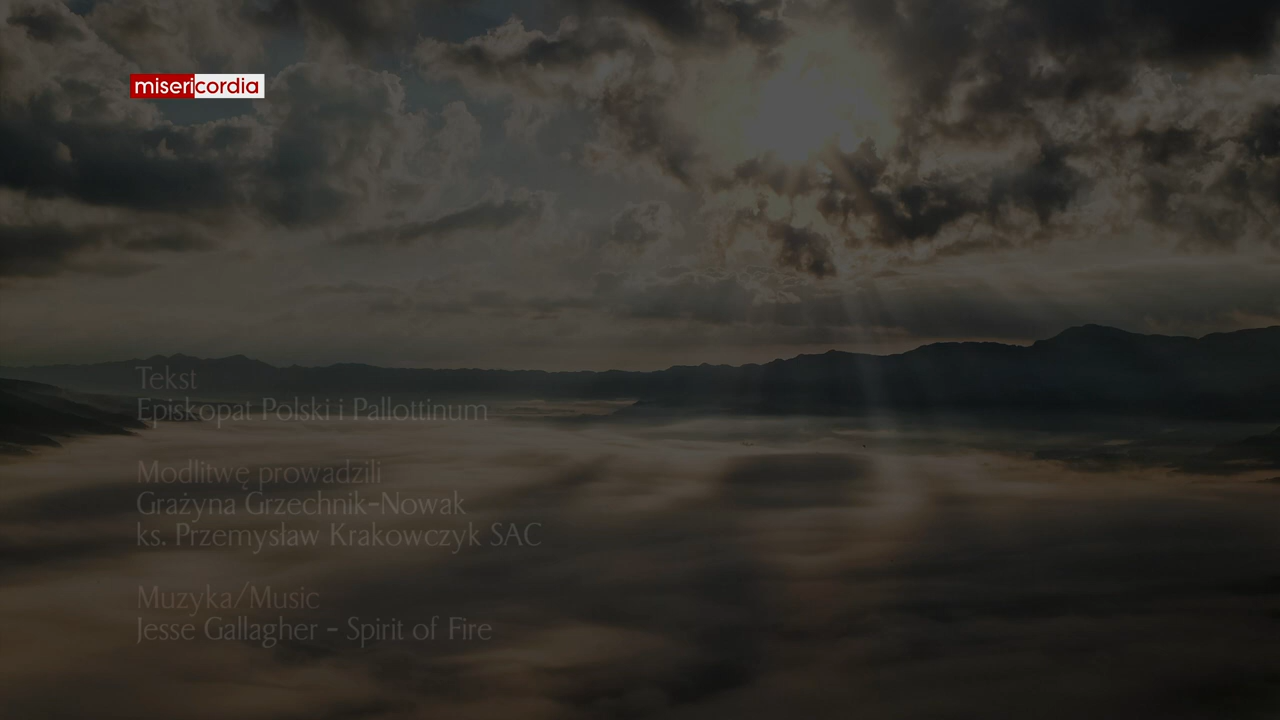 misericordia
Tekst
Episkopat Polski i Pallottinum
Modlitwę prowadzili
Grażyna Grzechnik-Nowak
ks. Przemysław Krakowczyk SAC
Muzyka/Music
Jesse Gallagher - Spirit of Fire